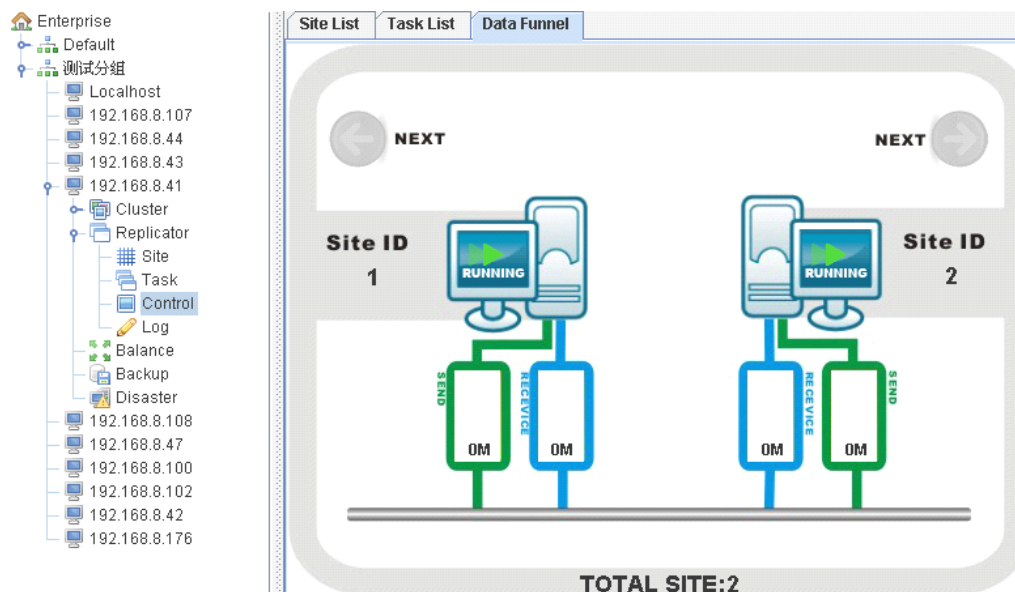 Enterprise
Default
测试分组
Localhost
192.168.8.107
192.168.8.44
192.168.8.43
192.168.8.41
Cluster
Replicator
Site
Task
Control
Log
Balance
Backup
Disaster
192.168.8.108
192.168.8.47
192.168.8.100
192.168.8.102
192.168.8.42
192.168.8.176
Site List Task List Data Funnel
NEXT NEXT
Site ID
1
RUNNING
RUNNING
Site ID
2
SEND
RECEVICE
RECEVICE
SEND
0M 0M 0M 0M
TOTAL SITE:2